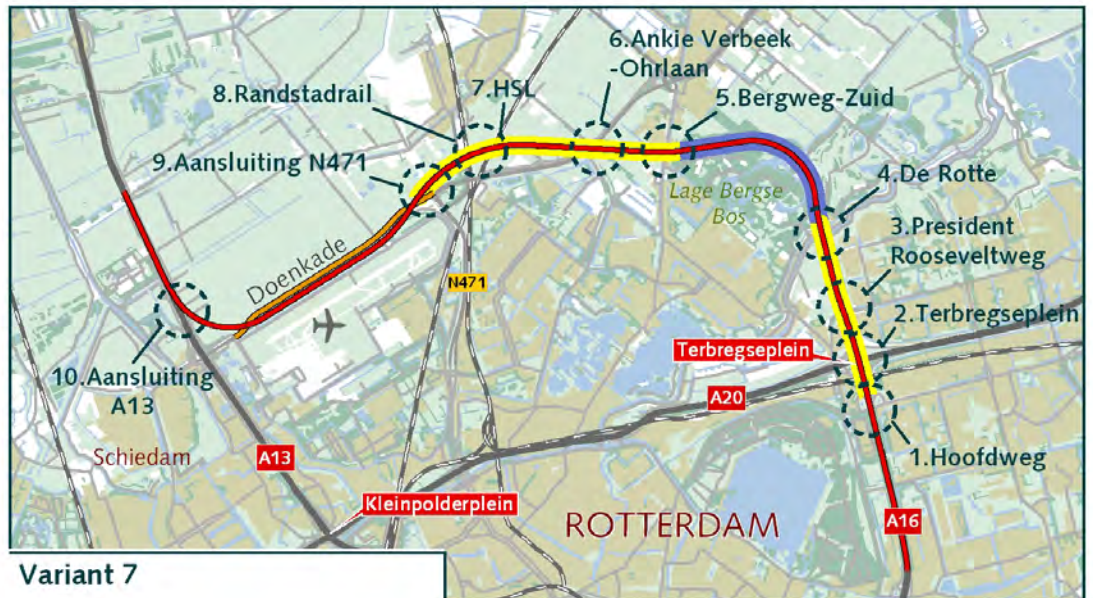 6.Ankie Verbeek
-Ohrlaan
8.Randstadrail
7.HSL
5.Bergweg-Zuid
9.Aansluiting N471
Lage Bergse
Bos
4.De Rotte
3.President
Rooseveltweg
Doenkade
N471
2.Terbregseplein
Terbregseplein
10.Aansluiting
A13
A20
Schiedam
A13
1.Hoofdweg
Kleinpolderplein
ROTTERDAM
A16
Variant 7